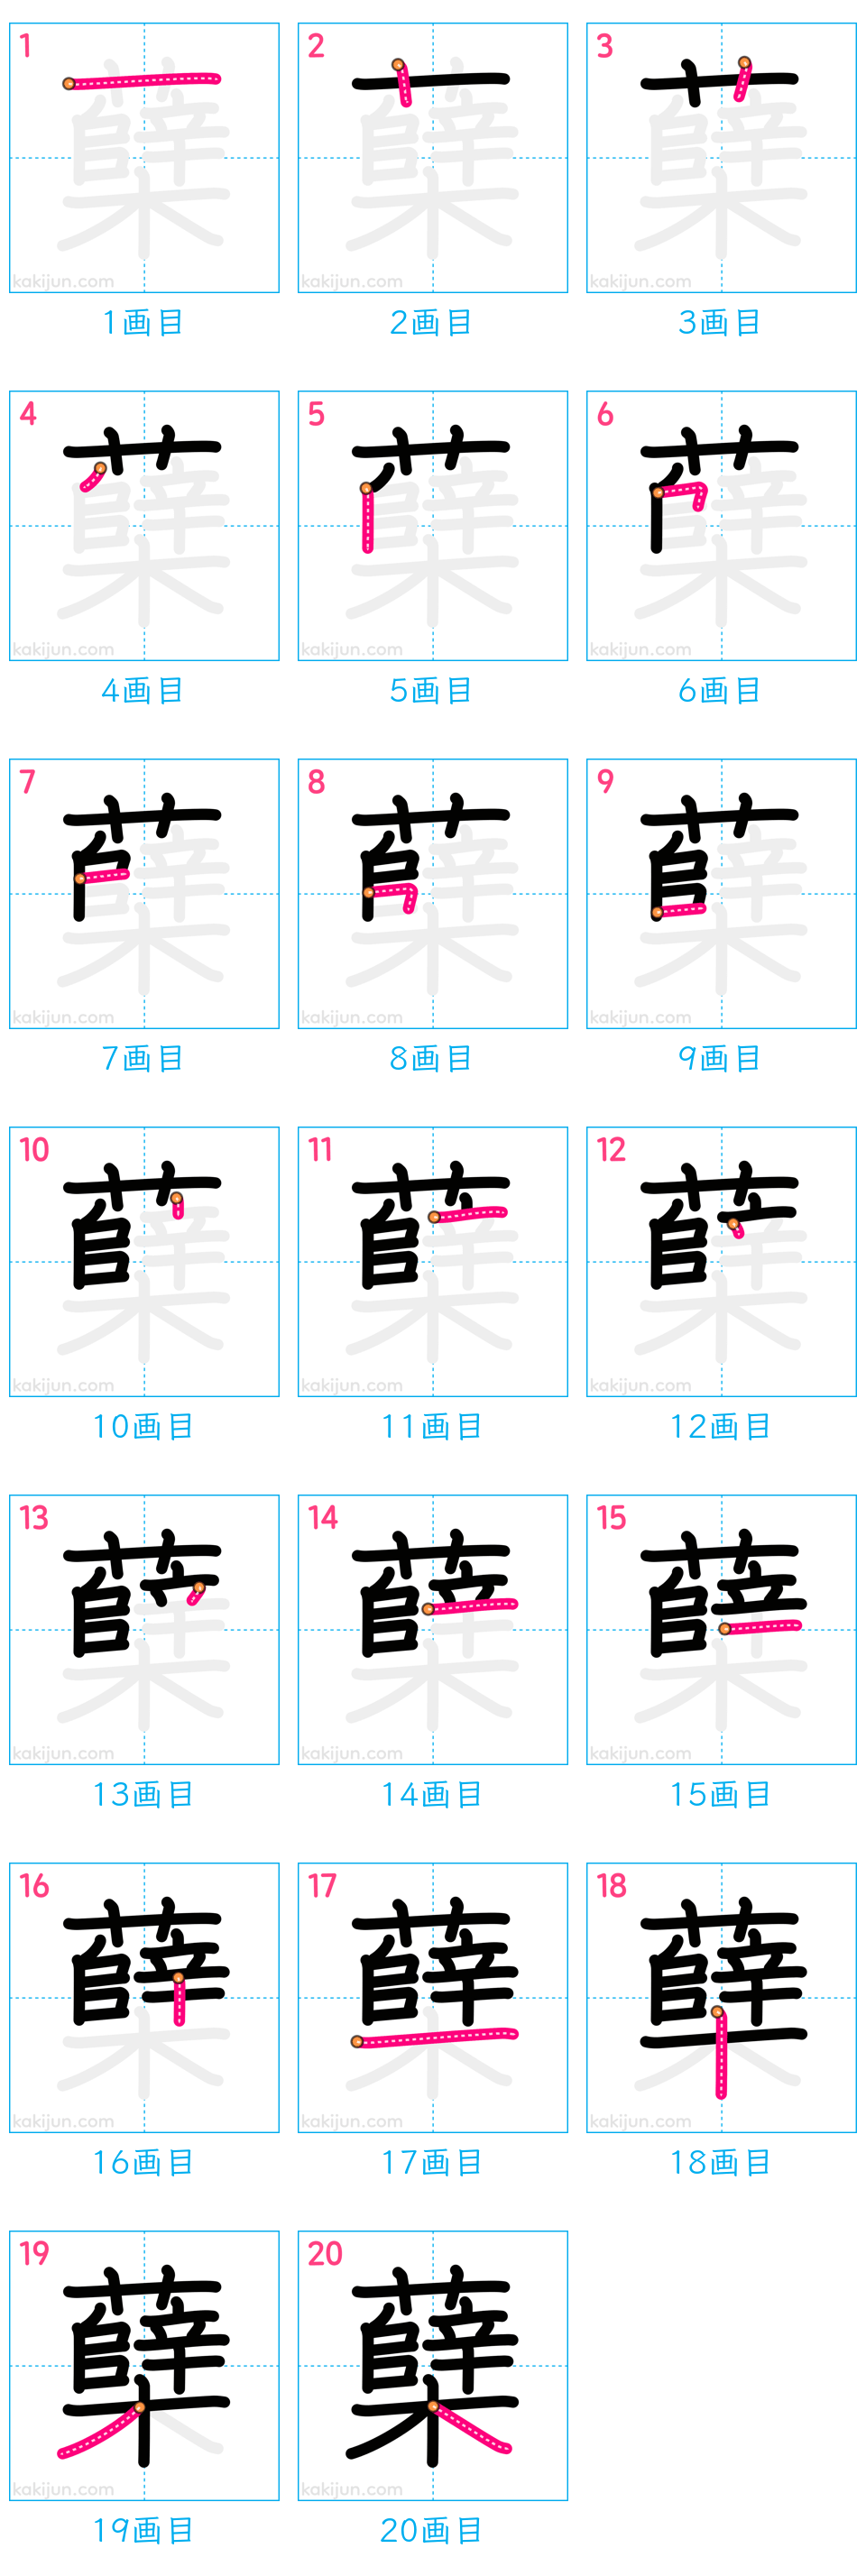 1 2 3
kakijun.com kakijun.com kakijun.com
1画目 2画目 3画目
4 5 6
kakijun.com kakijun.com kakijun.com
4画目 5画目 6画目
7 8 9
kakijun.com kakijun.com kakijun.com
7画目 8画目 9画目
10 11 12
kakijun.com kakijun.com kakijun.com
10画目 11画目 12画目
13 14 15
kakijun.com kakijun.com kakijun.com
13画目 14画目 15画目
16 17 18
kakijun.com kakijun.com kakijun.com
16画目 17画目 18画目
19 20
蘖 蘖
kakijun.com kakijun.com
19画目 20画目